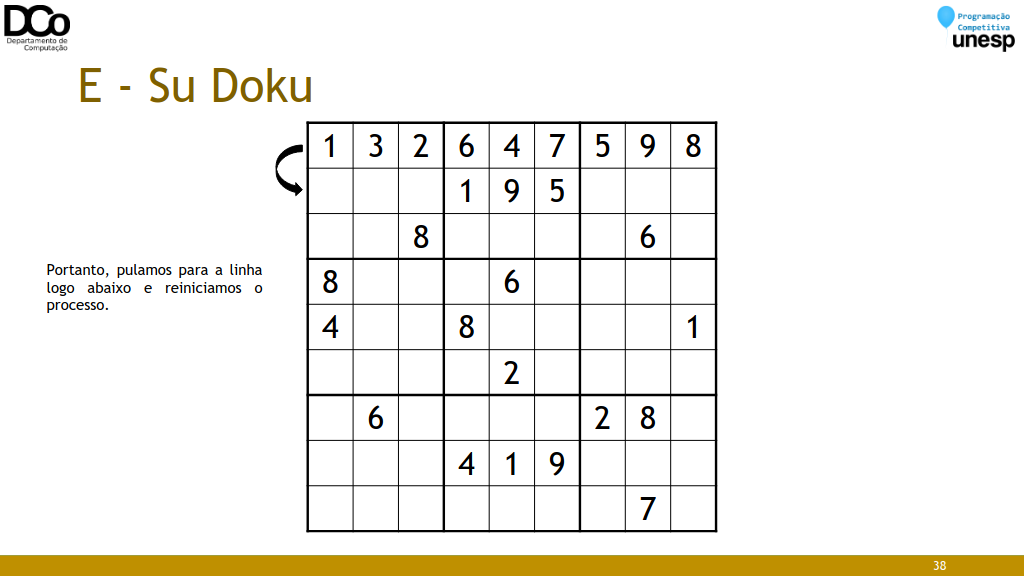 DCo
Departamento de
Computação
Programação
Competitiva
unesp
E - Su Doku
1 3 2 6 4 7 5 9 8
1 9 5
8 6
Portanto, pulamos para a linha
logo abaixo e reiniciamos o
processo.
8 6
4 8 1
2
6 2 8
4 1 9
7
38